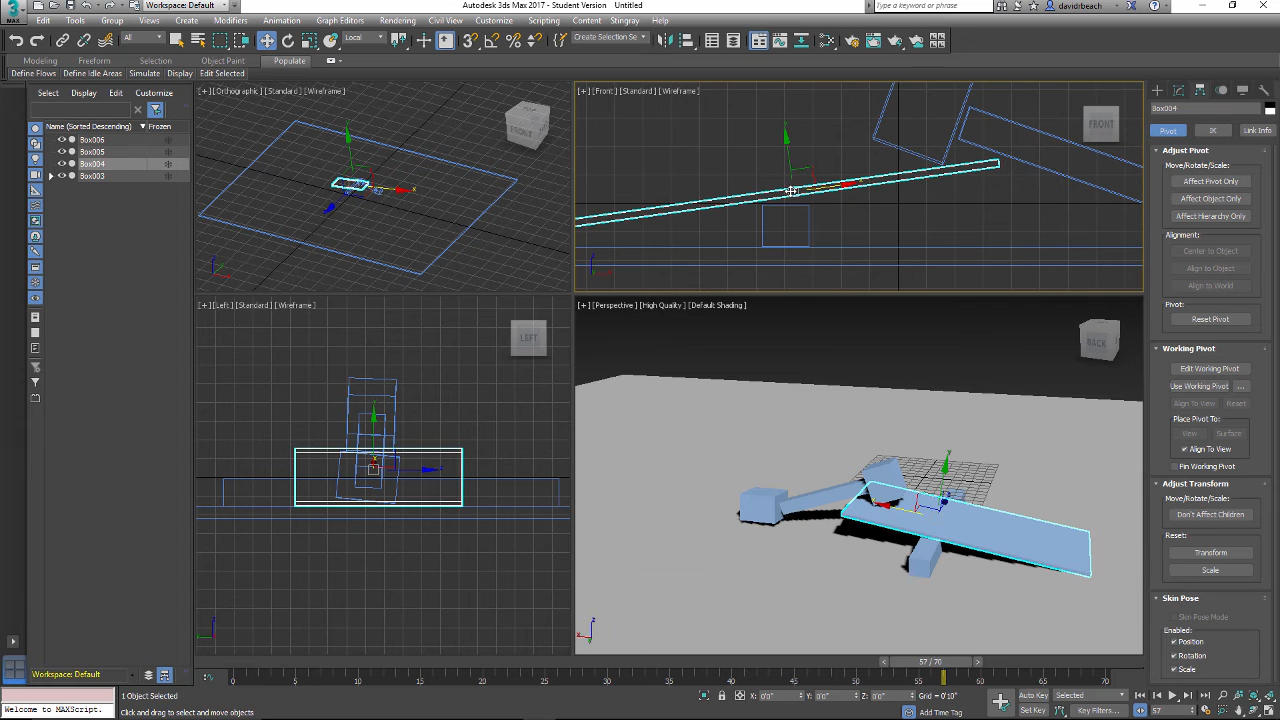 3
MAX
Workspace: Default
Autodesk 3ds Max 2017 - Student Version    Untitled
Type a keyword or phrase
davidrbeach
Edit Tools Group Views Create Modifiers Animation Graph Editors Rendering Civil View Customize Scripting Content Stingray Help
All Local Create Selection Se
Modeling Freeform Selection Object Paint Populate
Define Flows Define Idle Areas Simulate Display Edit Selected
Select Display Edit Customize
Name (Sorted Descending) Frozen
Box006
Box005
Box004
Box003
[+] [Orthographic] [Standard] [Wireframe]
FRONT
[+] [Front] [Standard] [Wireframe]
FRONT
[+] [Left] [Standard] [Wireframe]
LEFT
[+] [Perspective] [High Quality] [Default Shading]
BACK
Box004
Pivot IK Link Info
Adjust Pivot
Move/Rotate/Scale:
Affect Pivot Only
Affect Object Only
Affect Hierarchy Only
Alignment:
Center to Object
Align to Object
Align to World
Pivot:
Reset Pivot
Working Pivot
Edit Working Pivot
Use Working Pivot ...
Align To View Reset
Place Pivot To:
View Surface
Align To View
Pin Working Pivot
Adjust Transform
Move/Rotate/Scale:
Don't Affect Children
Reset:
Transform
Scale
Skin Pose
Skin Pose Mode
Enabled:
Position
Rotation
Scale
57 / 70
Workspace: Default
0 5 10 15 20 25 30 35 40 45 50 55 60 65 70
1 Object Selected
Click and drag to select and move objects
Welcome to MAXScript.
X: 0'0" Y: 0'0" Z: 0'0" Grid = 0'10"
Add Time Tag
Auto Key Selected
Set Key Key Filters...
57